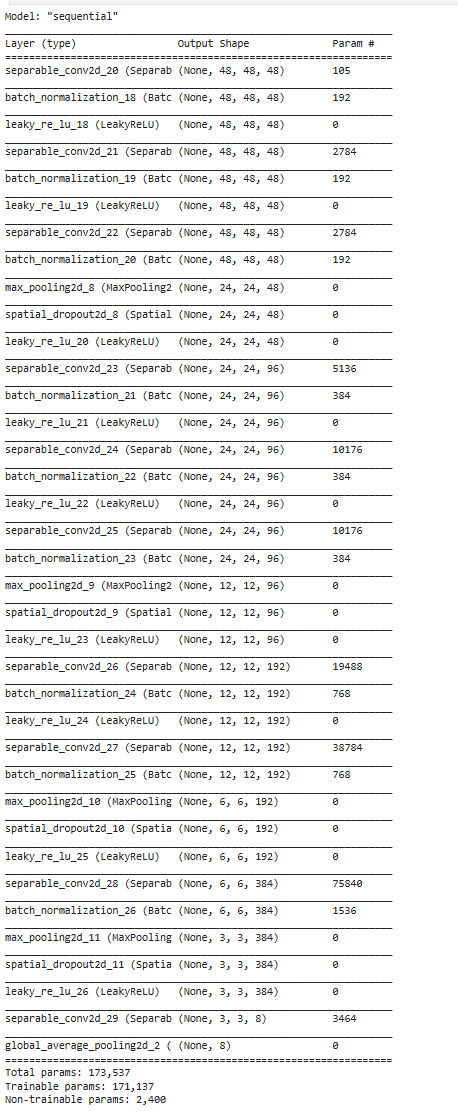 Model: "sequential"
Layer (type) Output Shape Param #
separable_conv2d_20 (Separab (None, 48, 48, 48) 105
batch_normalization_18 (Batc (None, 48, 48, 48) 192
leaky_re_lu_18 (LeakyReLU) (None, 48, 48, 48) 0
separable_conv2d_21 (Separab (None, 48, 48, 48) 2784
batch_normalization_19 (Batc (None, 48, 48, 48) 192
leaky_re_lu_19 (LeakyReLU) (None, 48, 48, 48) 0
separable_conv2d_22 (Separab (None, 48, 48, 48) 2784
batch_normalization_20 (Batc (None, 48, 48, 48) 192
max_pooling2d_8 (MaxPooling2 (None, 24, 24, 48) 0
spatial_dropout2d_8 (Spatial (None, 24, 24, 48) 0
leaky_re_lu_20 (LeakyReLU) (None, 24, 24, 48) 0
separable_conv2d_23 (Separab (None, 24, 24, 96) 5136
batch_normalization_21 (Batc (None, 24, 24, 96) 384
leaky_re_lu_21 (LeakyReLU) (None, 24, 24, 96) 0
separable_conv2d_24 (Separab (None, 24, 24, 96) 10176
batch_normalization_22 (Batc (None, 24, 24, 96) 384
leaky_re_lu_22 (LeakyReLU) (None, 24, 24, 96) 0
separable_conv2d_25 (Separab (None, 24, 24, 96) 10176
batch_normalization_23 (Batc (None, 24, 24, 96) 384
max_pooling2d_9 (MaxPooling2 (None, 12, 12, 96) 0
spatial_dropout2d_9 (Spatial (None, 12, 12, 96) 0
leaky_re_lu_23 (LeakyReLU) (None, 12, 12, 96) 0
separable_conv2d_26 (Separab (None, 12, 12, 192) 19488
batch_normalization_24 (Batc (None, 12, 12, 192) 768
leaky_re_lu_24 (LeakyReLU) (None, 12, 12, 192) 0
separable_conv2d_27 (Separab (None, 12, 12, 192) 38784
batch_normalization_25 (Batc (None, 12, 12, 192) 768
max_pooling2d_10 (MaxPooling (None, 6, 6, 192) 0
spatial_dropout2d_10 (Spatia (None, 6, 6, 192) 0
leaky_re_lu_25 (LeakyReLU) (None, 6, 6, 192) 0
separable_conv2d_28 (Separab (None, 6, 6, 384) 75840
batch_normalization_26 (Batc (None, 6, 6, 384) 1536
max_pooling2d_11 (MaxPooling (None, 3, 3, 384) 0
spatial_dropout2d_11 (Spatia (None, 3, 3, 384) 0
leaky_re_lu_26 (LeakyReLU) (None, 3, 3, 384) 0
separable_conv2d_29 (Separab (None, 3, 3, 8) 3464
global_average_pooling2d_2 ( (None, 8) 0
Total params: 173,537
Trainable params: 171,137
Non-trainable params: 2,400